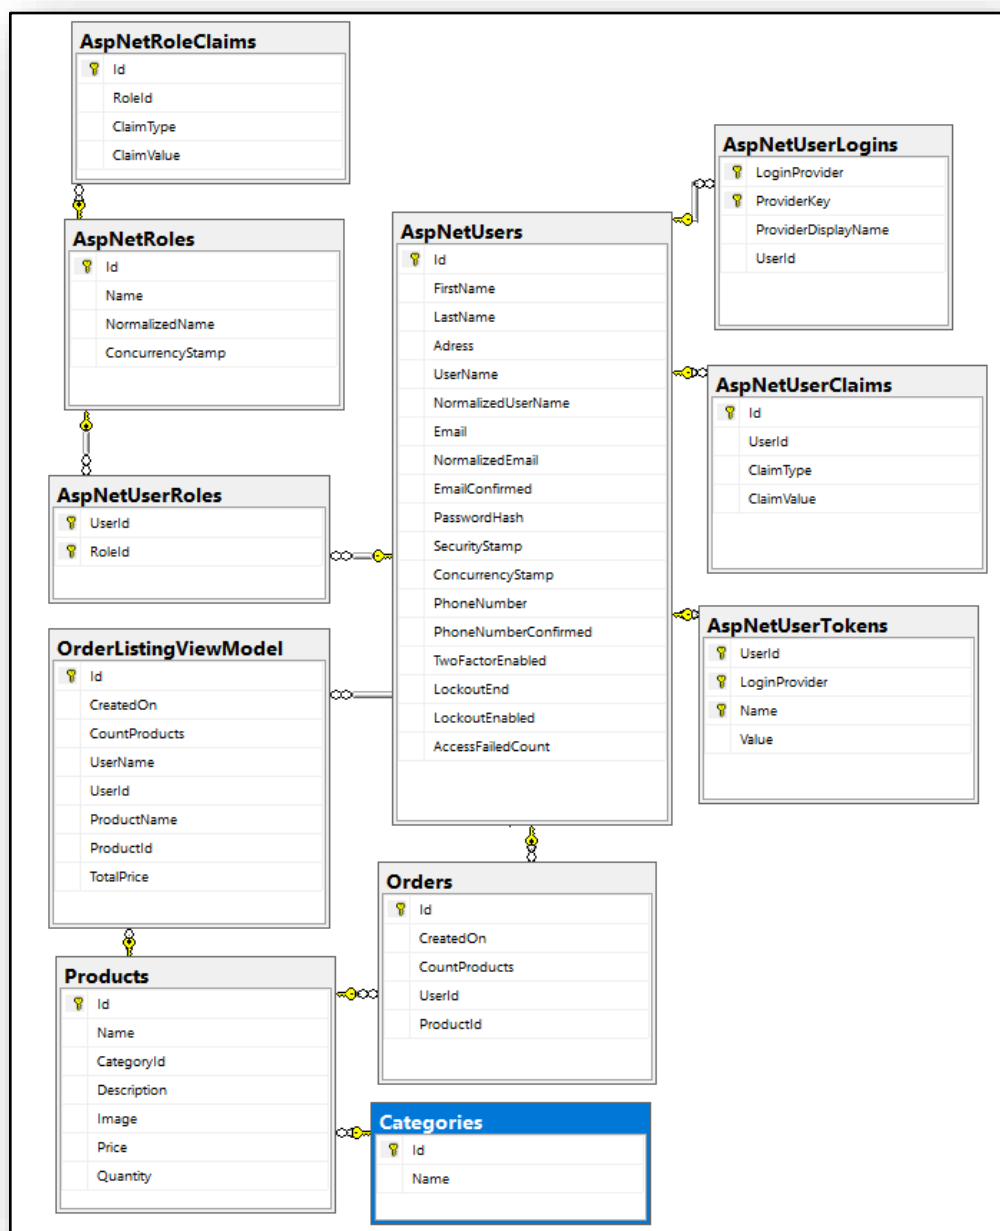 AspNetRoleClaims
Id
RoleId
ClaimType
ClaimValue
AspNetRoles
Id
Name
NormalizedName
ConcurrencyStamp
AspNetUserRoles
UserId
RoleId
OrderListingViewModel
Id
CreatedOn
CountProducts
UserName
UserId
ProductName
ProductId
TotalPrice
Products
Id
Name
CategoryId
Description
Image
Price
Quantity
AspNetUsers
Id
FirstName
LastName
Adress
UserName
NormalizedUserName
Email
NormalizedEmail
EmailConfirmed
PasswordHash
SecurityStamp
ConcurrencyStamp
PhoneNumber
PhoneNumberConfirmed
TwoFactorEnabled
LockoutEnd
LockoutEnabled
AccessFailedCount
Orders
Id
CreatedOn
CountProducts
UserId
ProductId
Categories
Id
Name
AspNetUserLogins
LoginProvider
ProviderKey
ProviderDisplayName
UserId
AspNetUserClaims
Id
UserId
ClaimType
ClaimValue
AspNetUserTokens
UserId
LoginProvider
Name
Value